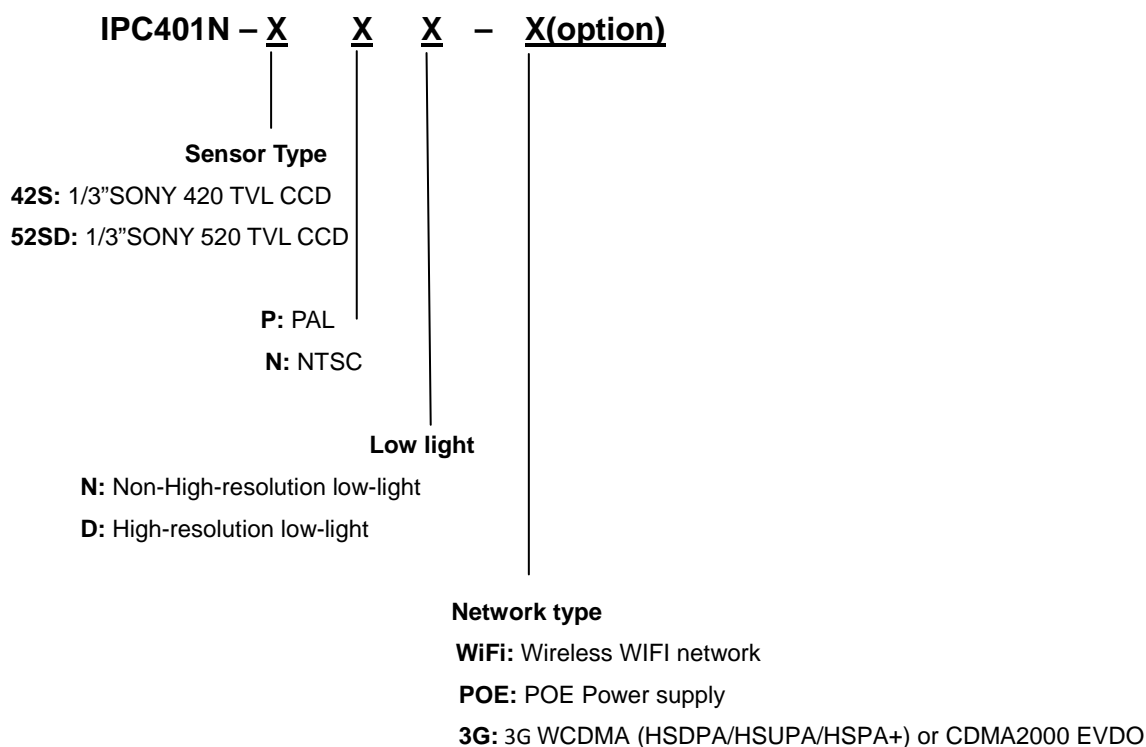 IPC401N – X X X – X(option)
Sensor Type
42S: 1/3”SONY 420 TVL CCD
52SD: 1/3”SONY 520 TVL CCD
P: PAL
N: NTSC
Low light
N: Non-High-resolution low-light
D: High-resolution low-light
Network type
WiFi: Wireless WIFI network
POE: POE Power supply
3G: 3G WCDMA (HSDPA/HSUPA/HSPA+) or CDMA2000 EVDO